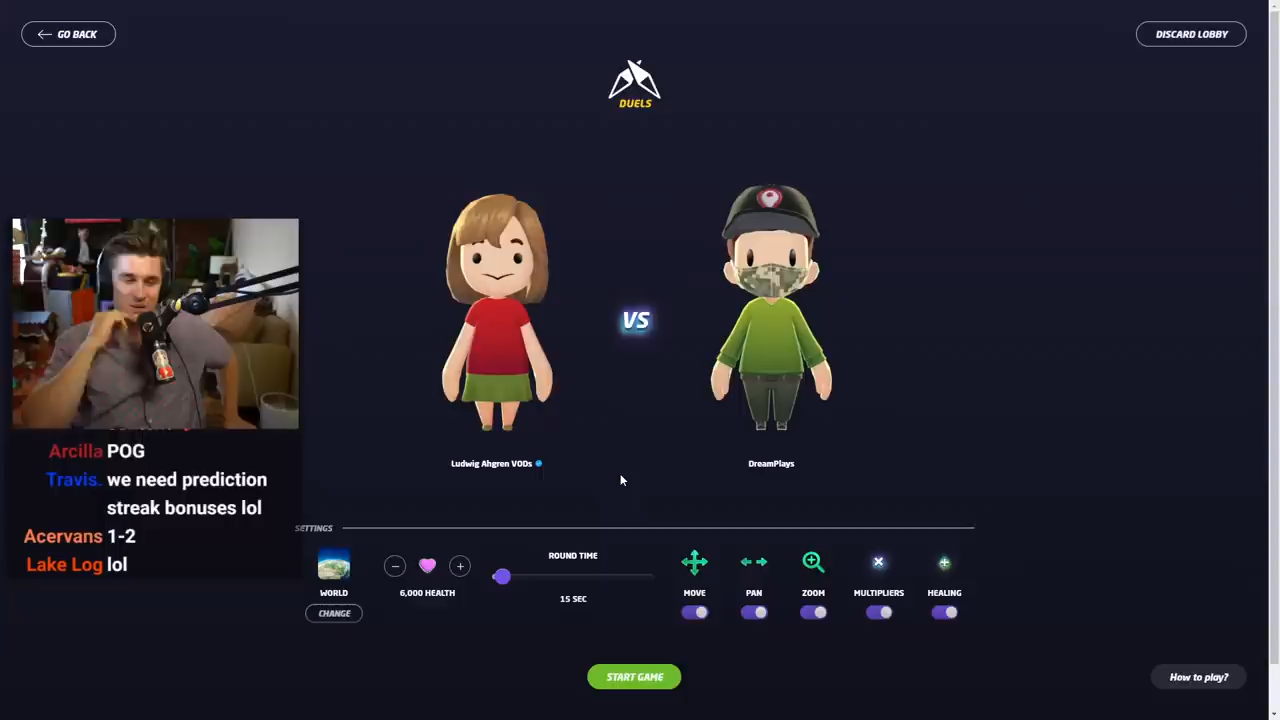 GO BACK
DISCARD LOBBY
DUELS
VS
Ludwig Ahgren VODs
DreamPlays
Arcilla POG
Travis. we need prediction
streak bonuses lol
Acervans 1-2
Lake Log lol
SETTINGS
WORLD
CHANGE
6,000 HEALTH
ROUND TIME
15 SEC
MOVE
PAN
ZOOM
MULTIPLIERS
HEALING
START GAME
How to play?